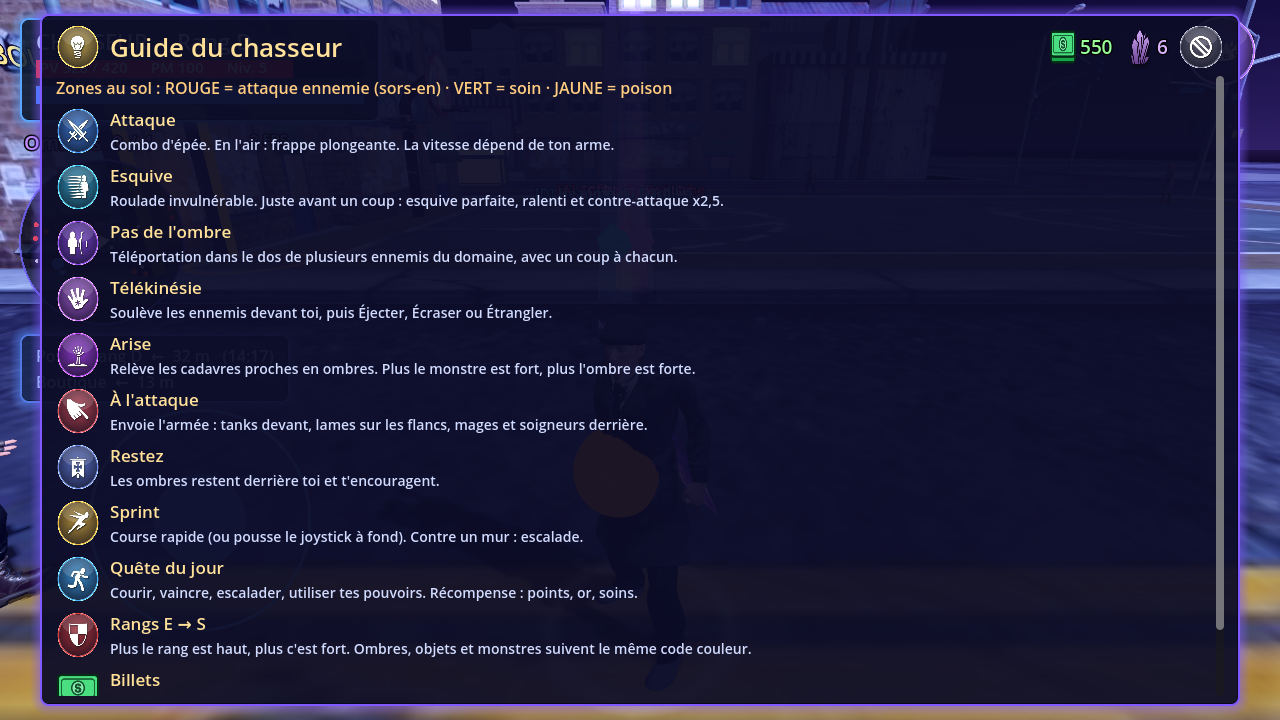 Guide du chasseur
550
6
Zones au sol : ROUGE = attaque ennemie (sors-en) · VERT = soin · JAUNE = poison
Attaque
Combo d'épée. En l'air : frappe plongeante. La vitesse dépend de ton arme.
Esquive
Roulade invulnérable. Juste avant un coup : esquive parfaite, ralenti et contre-attaque x2,5.
Pas de l'ombre
Téléportation dans le dos de plusieurs ennemis du domaine, avec un coup à chacun.
Télékinésie
Soulève les ennemis devant toi, puis Éjecter, Écraser ou Étrangler.
Arise
Relève les cadavres proches en ombres. Plus le monstre est fort, plus l'ombre est forte.
À l'attaque
Envoie l'armée : tanks devant, lames sur les flancs, mages et soigneurs derrière.
Restez
Les ombres restent derrière toi et t'encouragent.
Sprint
Course rapide (ou pousse le joystick à fond). Contre un mur : escalade.
Quête du jour
Courir, vaincre, escalader, utiliser tes pouvoirs. Récompense : points, or, soins.
Rangs E → S
Plus le rang est haut, plus c'est fort. Ombres, objets et monstres suivent le même code couleur.
Billets
32 m (14:17)
Boutique ← 13 m